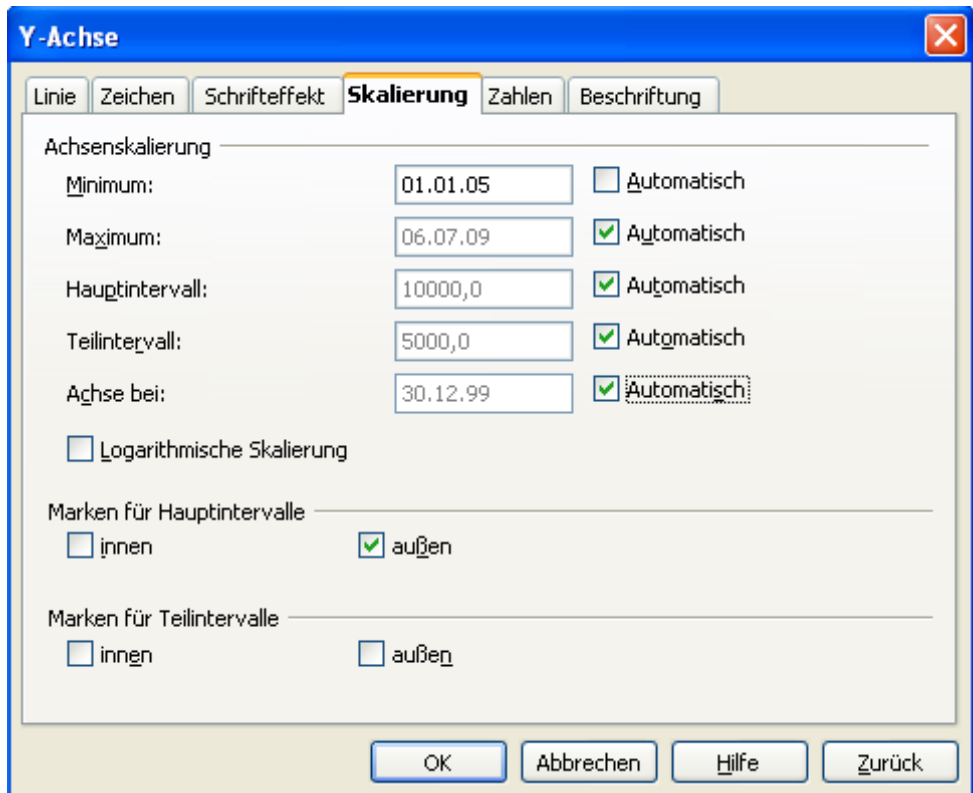 Y-Achse
Linie Zeichen Schrifteffekt Skalierung Zahlen Beschriftung
Achsenskalierung
Minimum: 01.01.05 Automatisch
Maximum: 06.07.09 Automatisch
Hauptintervall: 10000,0 Automatisch
Teilintervall: 5000,0 Automatisch
Achse bei: 30.12.99 Automatisch
Logarithmische Skalierung
Marken für Hauptintervalle
innen außen
Marken für Teilintervalle
innen außen
OK Abbrechen Hilfe Zurück